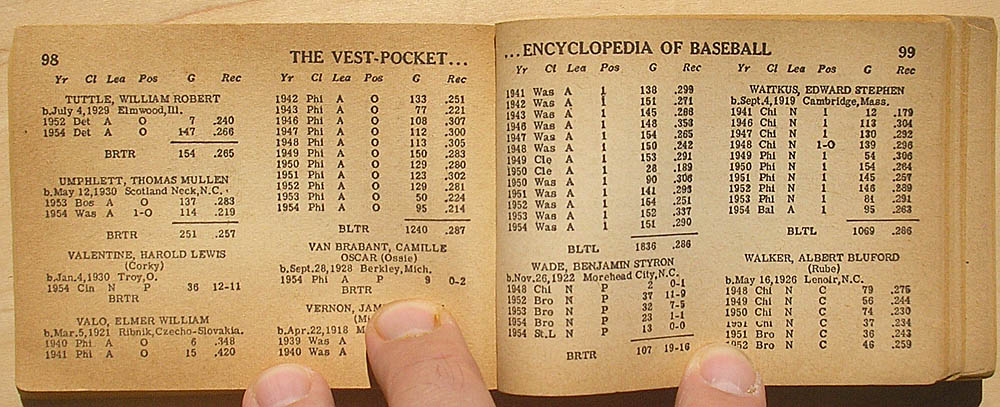 98
THE VEST-POCKET...
Yr Cl Lea Pos G Rec
TUTTLE, WILLIAM ROBERT
b.July 4,1929 Elmwood,Ill.
1952 Det A O 7 .240
1954 Det A O 147 .266
BRTR 154 .265
UMPHLETT, THOMAS MULLEN
b.May 12,1930 Scotland Neck,N.C.
1953 Bos A O 137 .283
1954 Was A 1-O 114 .219
BRTR 251 .257
VALENTINE, HAROLD LEWIS
(Corky)
b.Jan.4,1930 Troy,O.
1954 Cin N P 36 12-11
BRTR
VALO, ELMER WILLIAM
b.Mar.5,1921 Ribnik,Czecho-Slovakia.
1940 Phi A O 6 .348
1941 Phi A O 15 .420
Yr Cl Lea Pos G Rec
1942 Phi A O 133 .251
1943 Phi A O 77 .221
1946 Phi A O 108 .307
1947 Phi A O 112 .300
1948 Phi A O 113 .305
1949 Phi A O 150 .283
1950 Phi A O 129 .280
1951 Phi A O 123 .302
1952 Phi A O 129 .281
1953 Phi A O 50 .224
1954 Phi A O 95 .214
BLTR 1240 .287
VAN BRABANT, CAMILLE
OSCAR (Ossie)
b.Sept.28,1928 Berkley,Mich.
1954 Phi A P 9 0-2
BRTR
VERNON,
b.Apr.22,1918
1939 Was A
1940 Was A
...ENCYCLOPEDIA OF BASEBALL
99
Yr Cl Lea Pos G Rec
1941 Was A 1 138 .299
1942 Was A 1 151 .271
1943 Was A 1 145 .268
1946 Was A 1 148 .353
1947 Was A 1 154 .265
1948 Was A 1 150 .242
1949 Cle A 1 153 .291
1950 Cle A 1 28 .189
1950 Was A 1 90 .306
1951 Was A 1 141 .293
1952 Was A 1 154 .251
1953 Was A 1 152 .337
1954 Was A 1 151 .290
BLTL 1836 .286
WADE, BENJAMIN STYRON
b.Nov.26,1922 Morehead City,N.C.
1948 Chi N P 2 0-1
1952 Bro N P 37 11-9
1953 Bro N P 32 7-5
1954 Bro N P 23 1-1
1954 St.L N P 13 0-0
BRTR 107 19-16
Yr Cl Lea Pos G Rec
WAITKUS, EDWARD STEPHEN
b.Sept.4,1919 Cambridge,Mass.
1941 Chi N 1 12 .179
1946 Chi N 1 113 .304
1947 Chi N 1 130 .292
1948 Chi N 1-O 139 .295
1949 Phi N 1 54 .306
1950 Phi N 1 154 .284
1951 Phi N 1 145 .257
1952 Phi N 1 146 .289
1953 Phi N 1 81 .291
1954 Bal A 1 95 .283
BLTL 1069 .286
WALKER, ALBERT BLUFORD
(Rube)
b.May 16,1926 Lenoir,N.C.
1948 Chi N C 79 .275
1949 Chi N C 56 .244
1950 Chi N C 74 .230
1951 Chi N C 37 .234
1951 Bro N C 36 .243
1952 Bro N C 46 .259